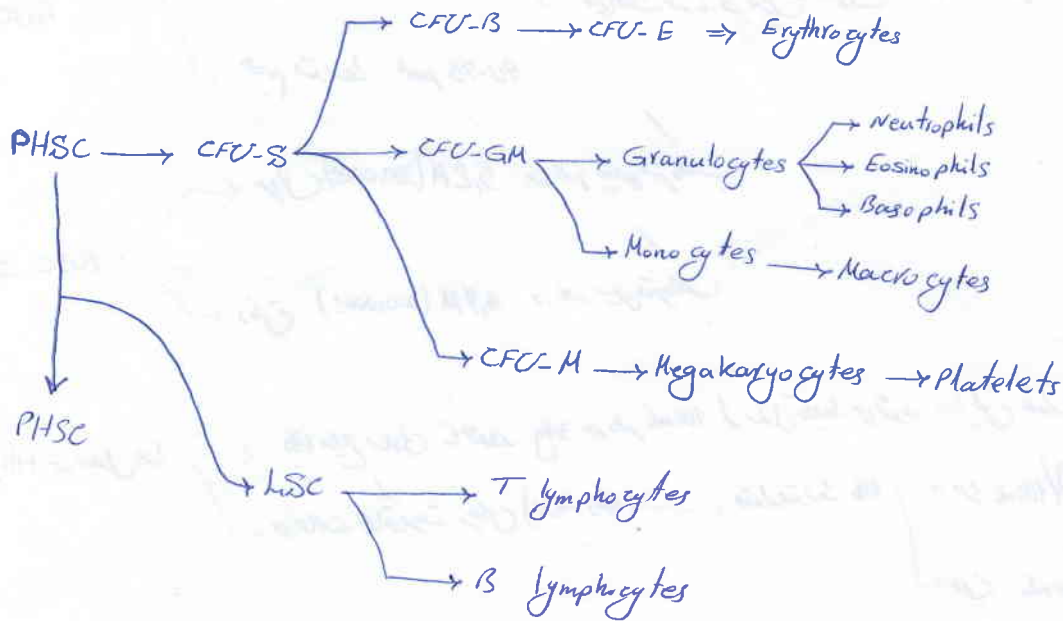 CFU-B → CFU-E ⇒ Erythrocytes
PHSC → CFU-S → CFU-GM → Granulocytes → Neutrophils
Eosinophils
Basophils
Monocytes → Macrocytes
CFU-M → Megakaryocytes → Platelets
PHSC
LSC → T lymphocytes
B lymphocytes